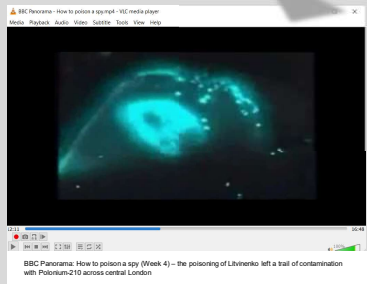 BBC Panorama - How to poison a spy.mp4 - VLC media player
Media Playback Audio Video Subtitle Tools View Help
12:11 16:48
100%
BBC Panorama: How to poison a spy (Week 4) – the poisoning of Litvinenko left a trail of contamination
with Polonium-210 across central London